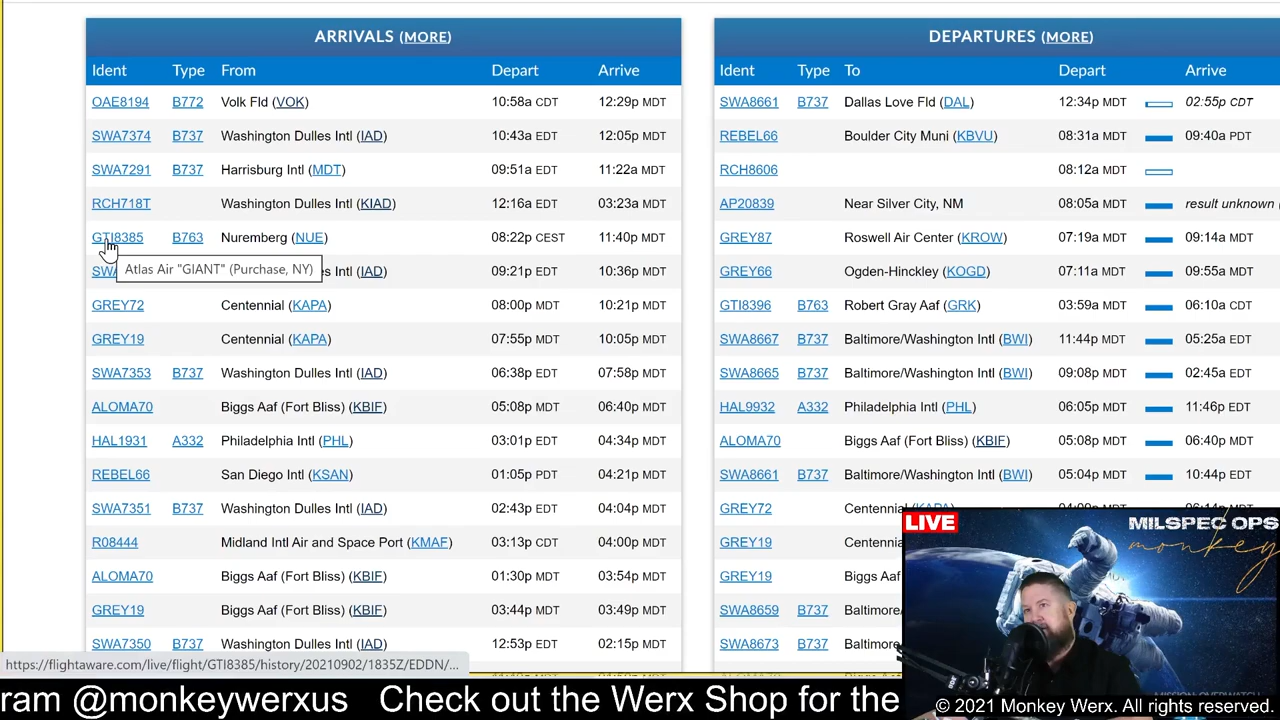 ARRIVALS (MORE)
Ident Type From Depart Arrive
OAE8194 B772 Volk Fld (VOK) 10:58a CDT 12:29p MDT
SWA7374 B737 Washington Dulles Intl (IAD) 10:43a EDT 12:05p MDT
SWA7291 B737 Harrisburg Intl (MDT) 09:51a EDT 11:22a MDT
RCH718T Washington Dulles Intl (KIAD) 12:16a EDT 03:23a MDT
GTI8385 B763 Nuremberg (NUE) 08:22p CEST 11:40p MDT
Atlas Air "GIANT" (Purchase, NY)
SWA Intl (IAD) 09:21p EDT 10:36p MDT
GREY72 Centennial (KAPA) 08:00p MDT 10:21p MDT
GREY19 Centennial (KAPA) 07:55p MDT 10:05p MDT
SWA7353 B737 Washington Dulles Intl (IAD) 06:38p EDT 07:58p MDT
ALOMA70 Biggs Aaf (Fort Bliss) (KBIF) 05:08p MDT 06:40p MDT
HAL1931 A332 Philadelphia Intl (PHL) 03:01p EDT 04:34p MDT
REBEL66 San Diego Intl (KSAN) 01:05p PDT 04:21p MDT
SWA7351 B737 Washington Dulles Intl (IAD) 02:43p EDT 04:04p MDT
R08444 Midland Intl Air and Space Port (KMAF) 03:13p CDT 04:00p MDT
ALOMA70 Biggs Aaf (Fort Bliss) (KBIF) 01:30p MDT 03:54p MDT
GREY19 Biggs Aaf (Fort Bliss) (KBIF) 03:44p MDT 03:49p MDT
SWA7350 B737 Washington Dulles Intl (IAD) 12:53p EDT 02:15p MDT
DEPARTURES (MORE)
Ident Type To Depart Arrive
SWA8661 B737 Dallas Love Fld (DAL) 12:34p MDT 02:55p CDT
REBEL66 Boulder City Muni (KBVU) 08:31a MDT 09:40a PDT
RCH8606 08:12a MDT
AP20839 Near Silver City, NM 08:05a MDT result unknown (
GREY87 Roswell Air Center (KROW) 07:19a MDT 09:14a MDT
GREY66 Ogden-Hinckley (KOGD) 07:11a MDT 09:55a MDT
GTI8396 B763 Robert Gray Aaf (GRK) 03:59a MDT 06:10a CDT
SWA8667 B737 Baltimore/Washington Intl (BWI) 11:44p MDT 05:25a EDT
SWA8665 B737 Baltimore/Washington Intl (BWI) 09:08p MDT 02:45a EDT
HAL9932 A332 Philadelphia Intl (PHL) 06:05p MDT 11:46p EDT
ALOMA70 Biggs Aaf (Fort Bliss) (KBIF) 05:08p MDT 06:40p MDT
SWA8661 B737 Baltimore/Washington Intl (BWI) 05:04p MDT 10:44p EDT
GREY72 Centennial (KAPA)
GREY19 Centennia
GREY19 Biggs Aaf
SWA8659 B737 Baltimore
SWA8673 B737 Baltimore
LIVE
MILSPEC OPS
monkey
https://flightaware.com/live/flight/GTI8385/history/20210902/1835Z/EDDN/...
ram @monkeywerxus Check out the Werx Shop for the
© 2021 Monkey Werx. All rights reserved.